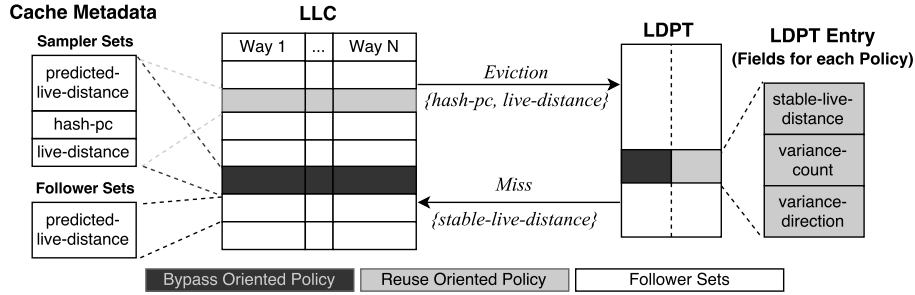 Cache Metadata
Sampler Sets
predicted-
live-distance
hash-pc
live-distance
Follower Sets
predicted-
live-distance
LLC
Way 1
...
Way N
Eviction
{hash-pc, live-distance}
Miss
{stable-live-distance}
LDPT
LDPT Entry
(Fields for each Policy)
stable-live-
distance
variance-
count
variance-
direction
Bypass Oriented Policy
Reuse Oriented Policy
Follower Sets